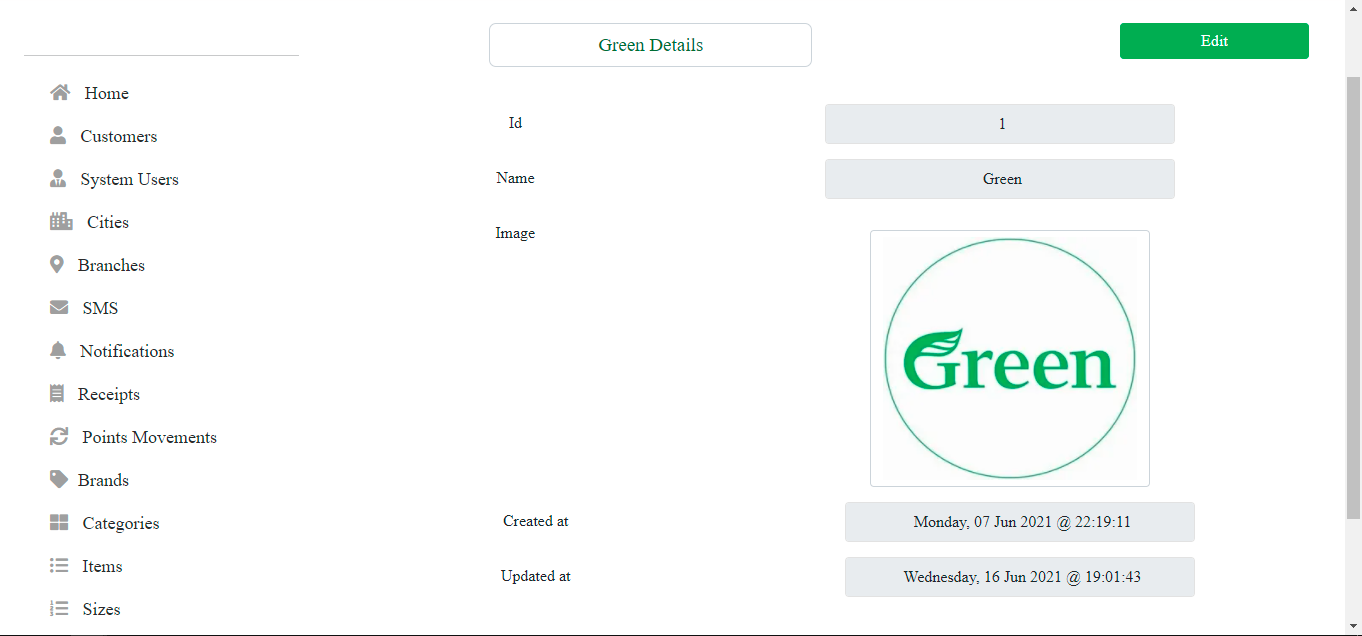 Green Details
Edit
Home
Customers
System Users
Cities
Branches
SMS
Notifications
Receipts
Points Movements
Brands
Categories
Items
Sizes
Id
1
Name
Green
Image
Green
Created at
Monday, 07 Jun 2021 @ 22:19:11
Updated at
Wednesday, 16 Jun 2021 @ 19:01:43